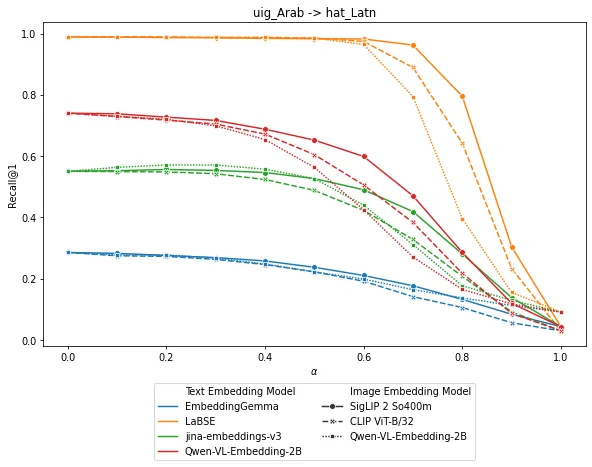 uig_Arab -> hat_Latn
1.0
0.8
0.6
0.4
0.2
0.0
Recall@1
0.0 0.2 0.4 0.6 0.8 1.0
α
Text Embedding Model Image Embedding Model
EmbeddingGemma SigLIP 2 So400m
LaBSE CLIP ViT-B/32
jina-embeddings-v3 Qwen-VL-Embedding-2B
Qwen-VL-Embedding-2B